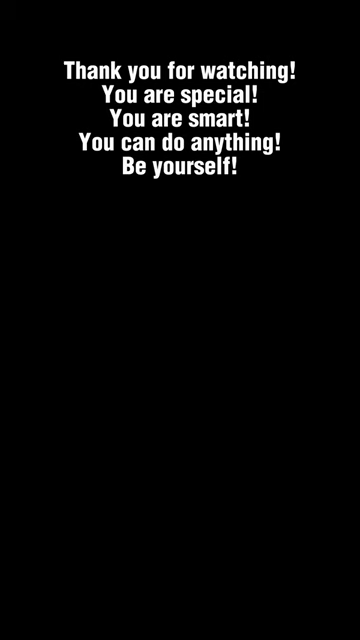 Thank you for watching!
You are special!
You are smart!
You can do anything!
Be yourself!